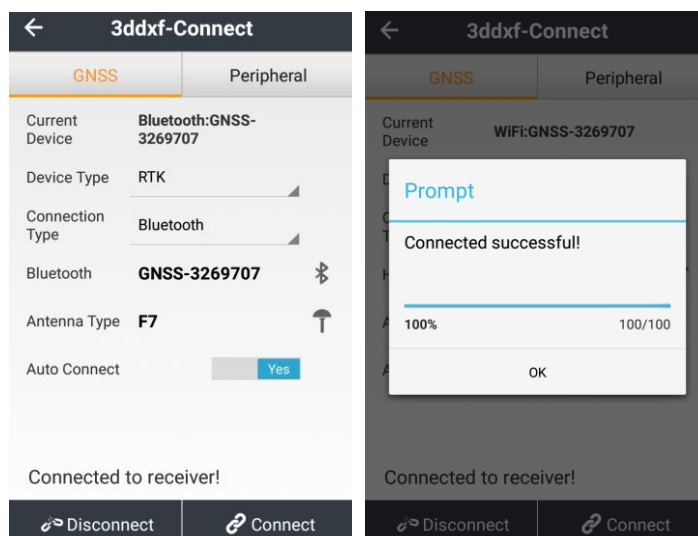 3ddxf-Connect
GNSS Peripheral
Current
Device
Bluetooth:GNSS-
3269707
Device Type RTK
Connection
Type
Bluetooth
Bluetooth GNSS-3269707
Antenna Type F7
Auto Connect Yes
Connected to receiver!
Disconnect Connect
3ddxf-Connect
GNSS Peripheral
Current
Device
WiFi:GNSS-3269707
Prompt
Connected successful!
100% 100/100
OK
Connected to receiver!
Disconnect Connect